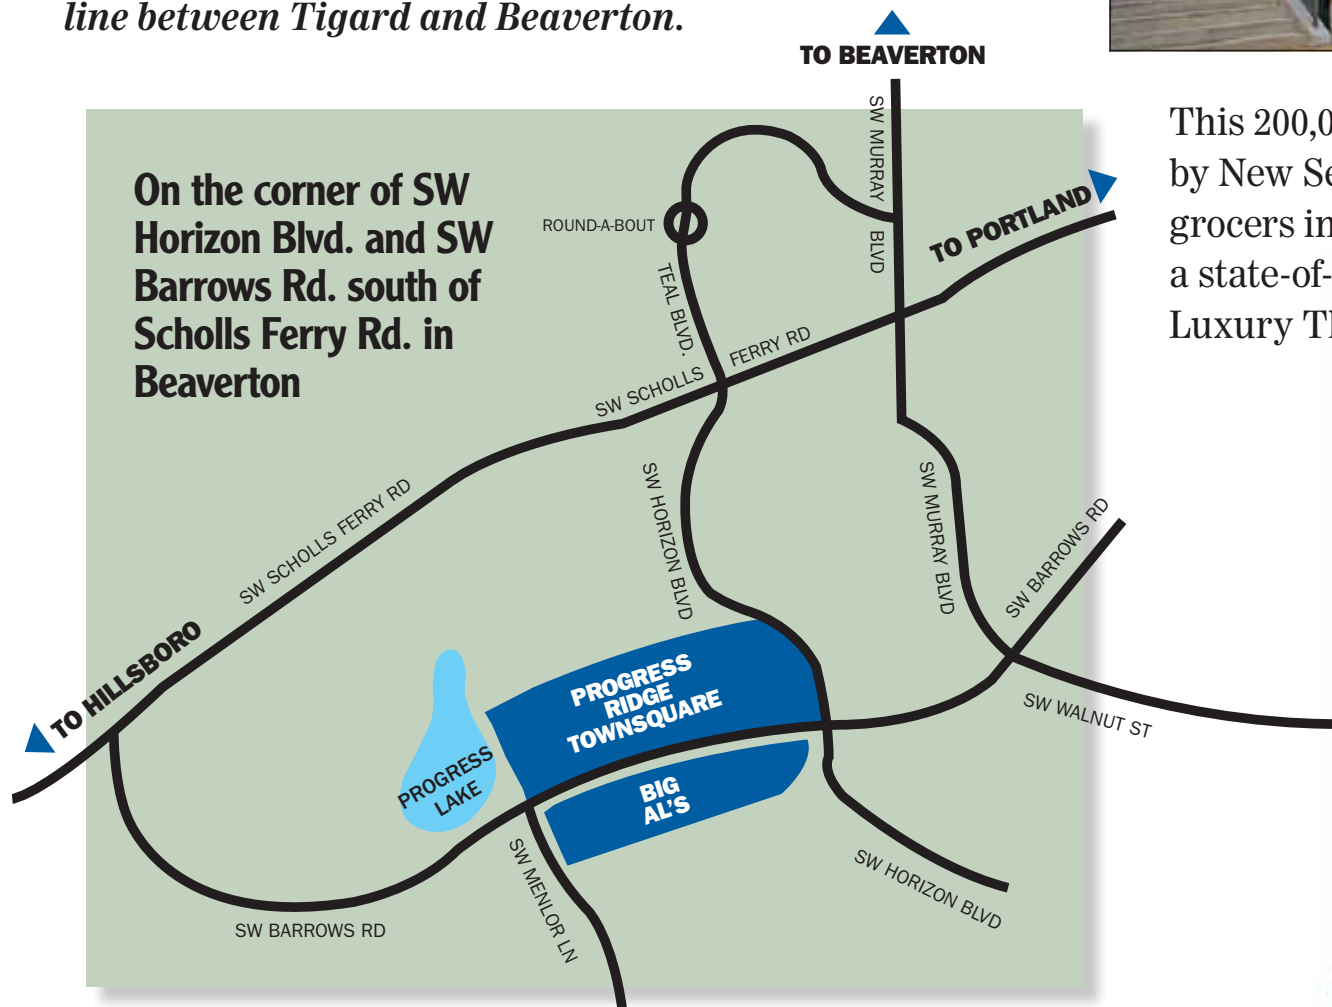 line between Tigard and Beaverton.
TO BEAVERTON
This 200,0
by New Se
grocers in
a state-of-
Luxury Th
On the corner of SW
Horizon Blvd. and SW
Barrows Rd. south of
Scholls Ferry Rd. in
Beaverton
SW MURRAY BLVD
TO PORTLAND
ROUND-A-BOUT
TEAL BLVD.
SW SCHOLLS FERRY RD
SW SCHOLLS FERRY RD
SW HORIZON BLVD
SW MURRAY BLVD
SW BARROWS RD
TO HILLSBORO
PROGRESS
RIDGE
TOWNSQUARE
SW WALNUT ST
PROGRESS
LAKE
BIG
AL'S
SW MENLOR LN
SW HORIZON BLVD
SW BARROWS RD